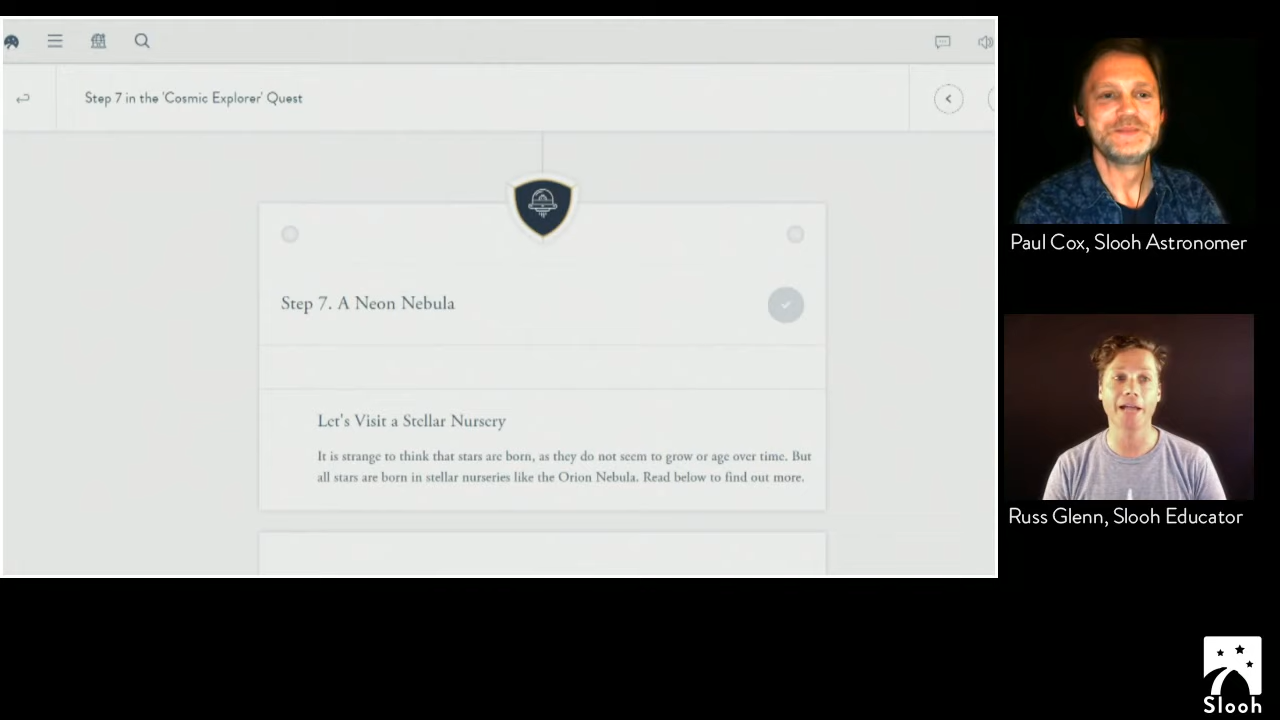 Step 7 in the 'Cosmic Explorer' Quest
Step 7. A Neon Nebula
Let's Visit a Stellar Nursery
It is strange to think that stars are born, as they do not seem to grow or age over time. But
all stars are born in stellar nurseries like the Orion Nebula. Read below to find out more.
Paul Cox, Slooh Astronomer
Russ Glenn, Slooh Educator
Slooh